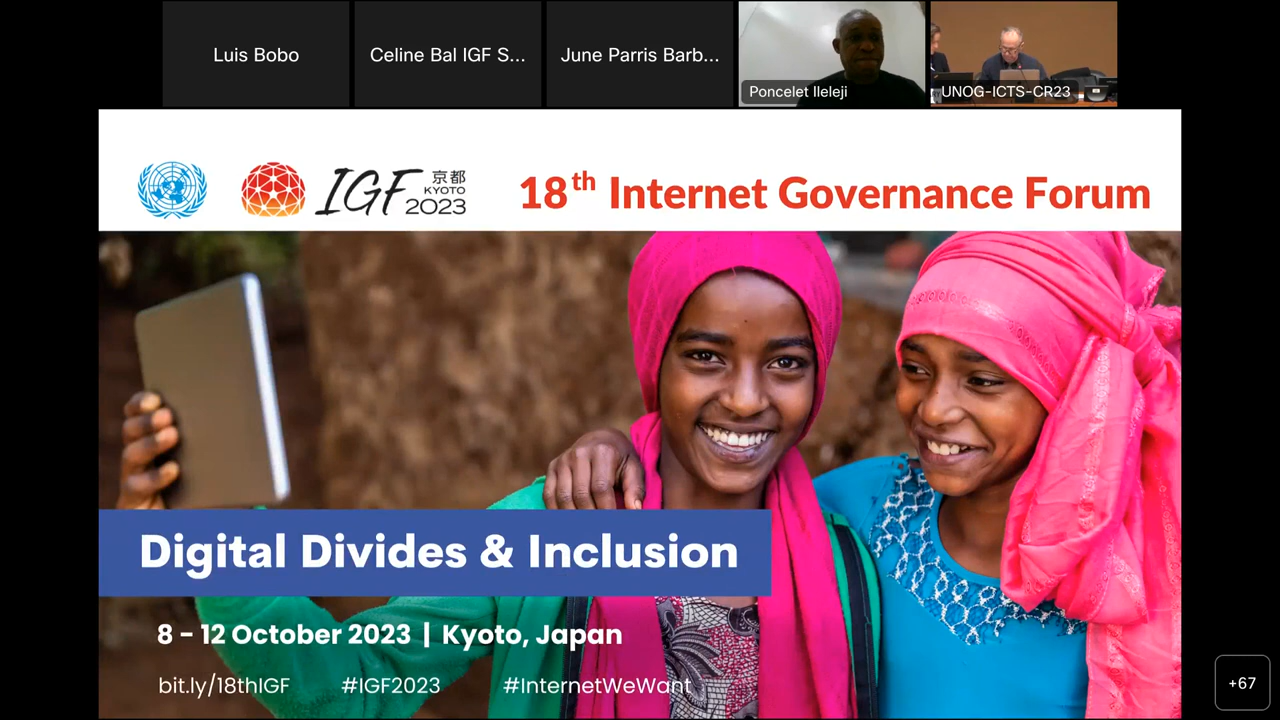 Luis Bobo
Celine Bal IGF S...
June Parris Barb...
Poncelet Ileleji
UNOG-ICTS-CR23
IGF 京都
KYOTO
2023
18th Internet Governance Forum
Digital Divides & Inclusion
8 – 12 October 2023 | Kyoto, Japan
bit.ly/18thIGF #IGF2023 #InternetWeWant
+67